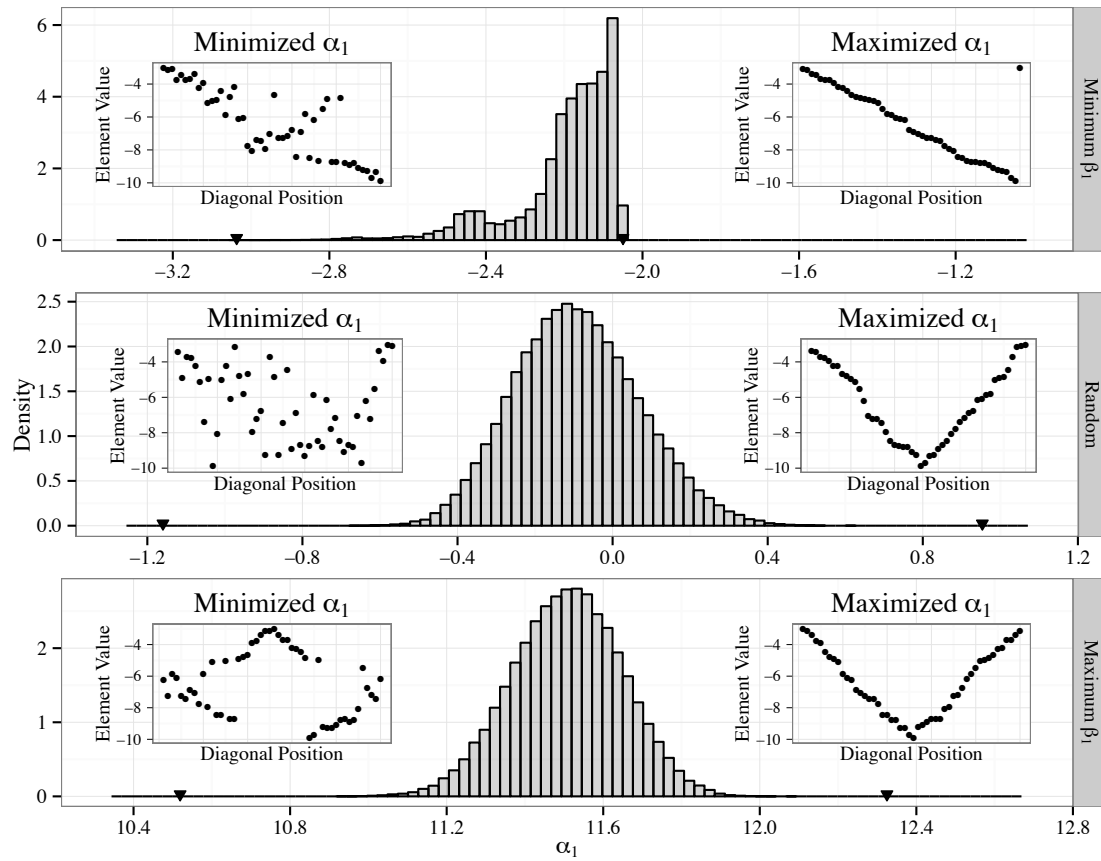 Minimized α1
Element Value
−4
−6
−8
−10
Diagonal Position
Maximized α1
Element Value
−4
−6
−8
−10
Diagonal Position
6
4
2
0
−3.2 −2.8 −2.4 −2.0 −1.6 −1.2
Minimum β1
Density
Minimized α1
Element Value
−4
−6
−8
−10
Diagonal Position
Maximized α1
Element Value
−4
−6
−8
−10
Diagonal Position
2.5
2.0
1.5
1.0
0.5
0.0
−1.2 −0.8 −0.4 0.0 0.4 0.8 1.2
Random
Minimized α1
Element Value
−4
−6
−8
−10
Diagonal Position
Maximized α1
Element Value
−4
−6
−8
−10
Diagonal Position
2
1
0
10.4 10.8 11.2 11.6 12.0 12.4 12.8
Maximum β1
α1